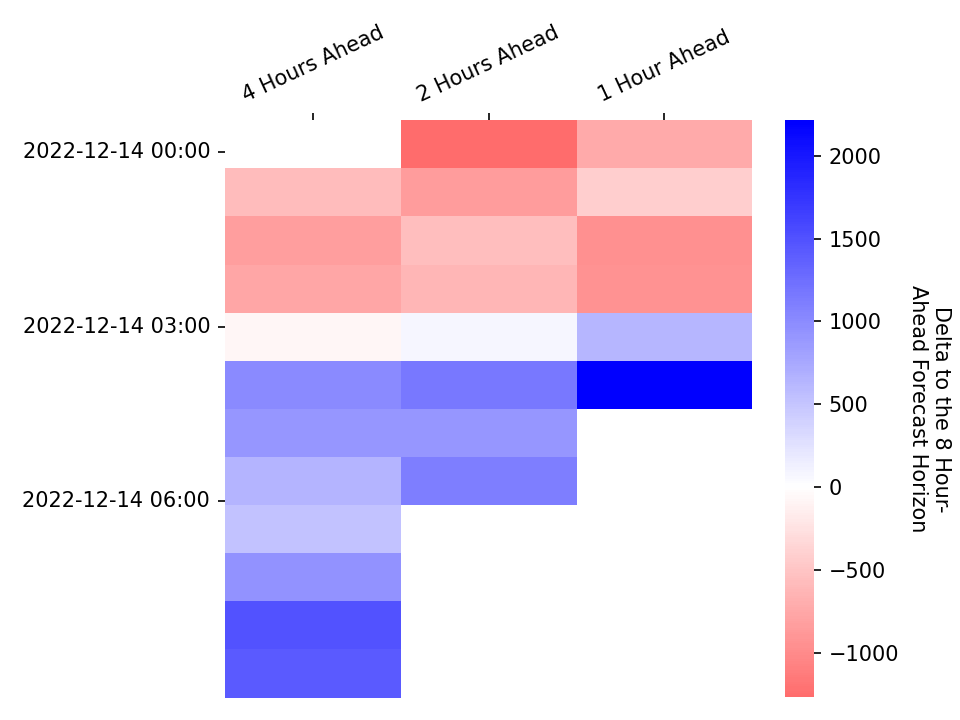 4 Hours Ahead
2 Hours Ahead
1 Hour Ahead
2022-12-14 00:00
2022-12-14 03:00
2022-12-14 06:00
2000
1500
1000
500
0
−500
−1000
Delta to the 8 Hour-
Ahead Forecast Horizon